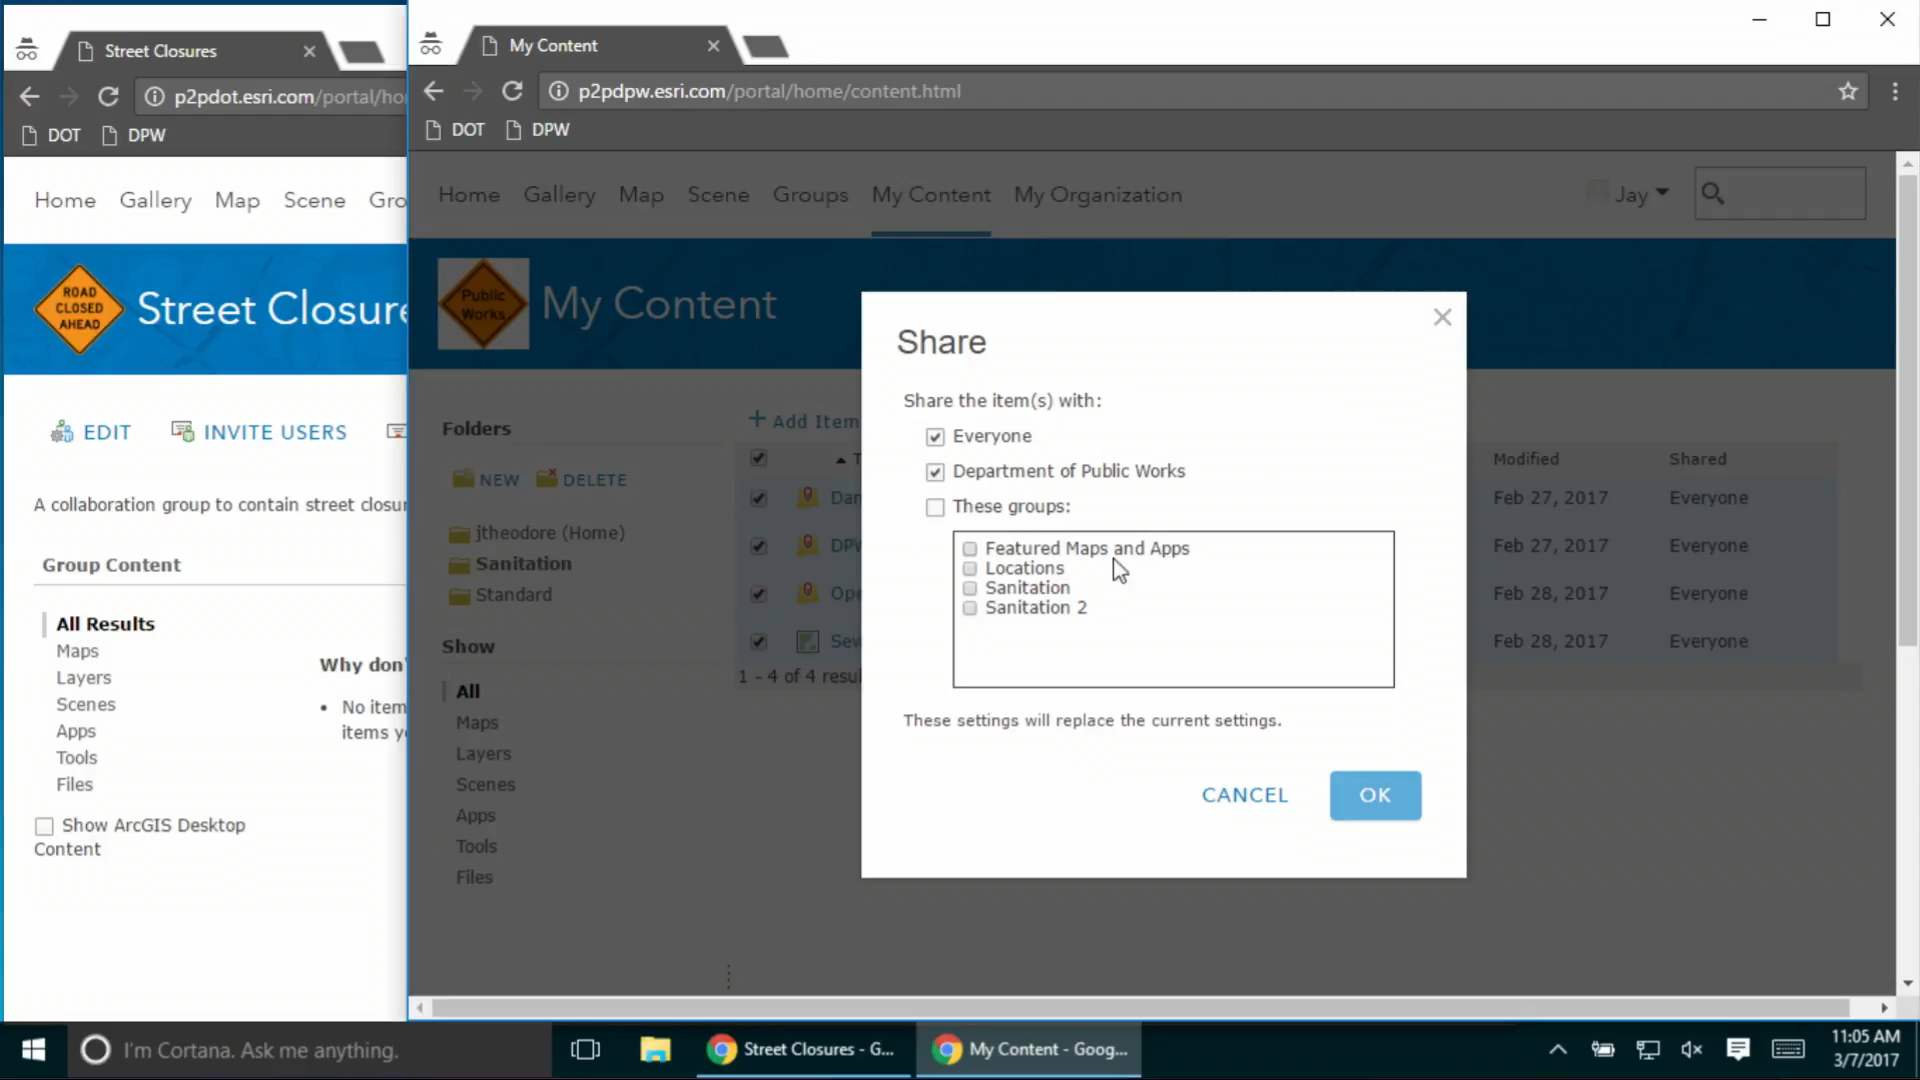 Street Closures
p2pdot.esri.com/portal/ho
DOT DPW
Home Gallery Map Scene Gro
ROAD
CLOSED
AHEAD
Street Closure
EDIT INVITE USERS
A collaboration group to contain street closur
Group Content
All Results
Maps
Layers
Scenes
Apps
Tools
Files
Why don'
• No item
items y
Show ArcGIS Desktop
Content
My Content
p2pdpw.esri.com/portal/home/content.html
DOT DPW
Home Gallery Map Scene Groups My Content My Organization Jay
Public
Works
My Content
Folders
NEW DELETE
jtheodore (Home)
Sanitation
Standard
Show
All
Maps
Layers
Scenes
Apps
Tools
Files
Add Item
T Modified Shared
Dan Feb 27, 2017 Everyone
DPW Feb 27, 2017 Everyone
Ope Feb 28, 2017 Everyone
Sew Feb 28, 2017 Everyone
1 - 4 of 4 resul
Share
Share the item(s) with:
Everyone
Department of Public Works
These groups:
Featured Maps and Apps
Locations
Sanitation
Sanitation 2
These settings will replace the current settings.
CANCEL OK
I'm Cortana. Ask me anything. Street Closures - G... My Content - Goog...
11:05 AM
3/7/2017